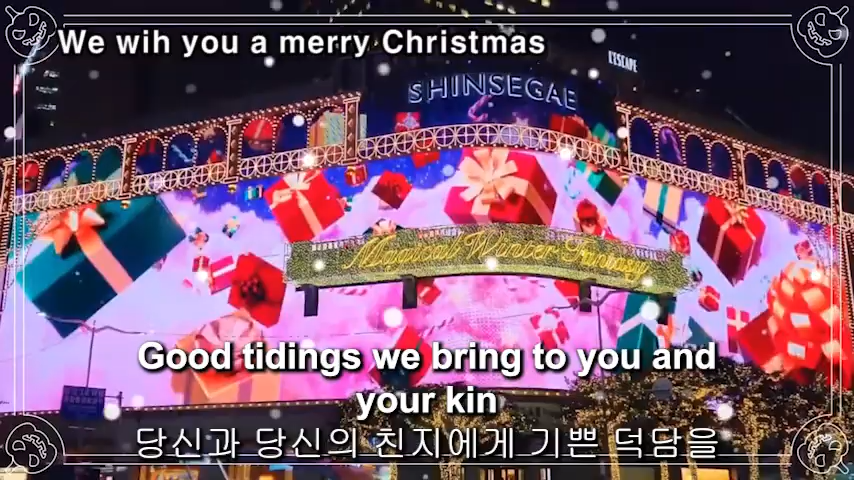 We wih you a merry Christmas
L'ESCAPE
SHINSEGAE
Magical Winter Fantasy
Good tidings we bring to you and
your kin
당신과 당신의 친지에게 기쁜 덕담을